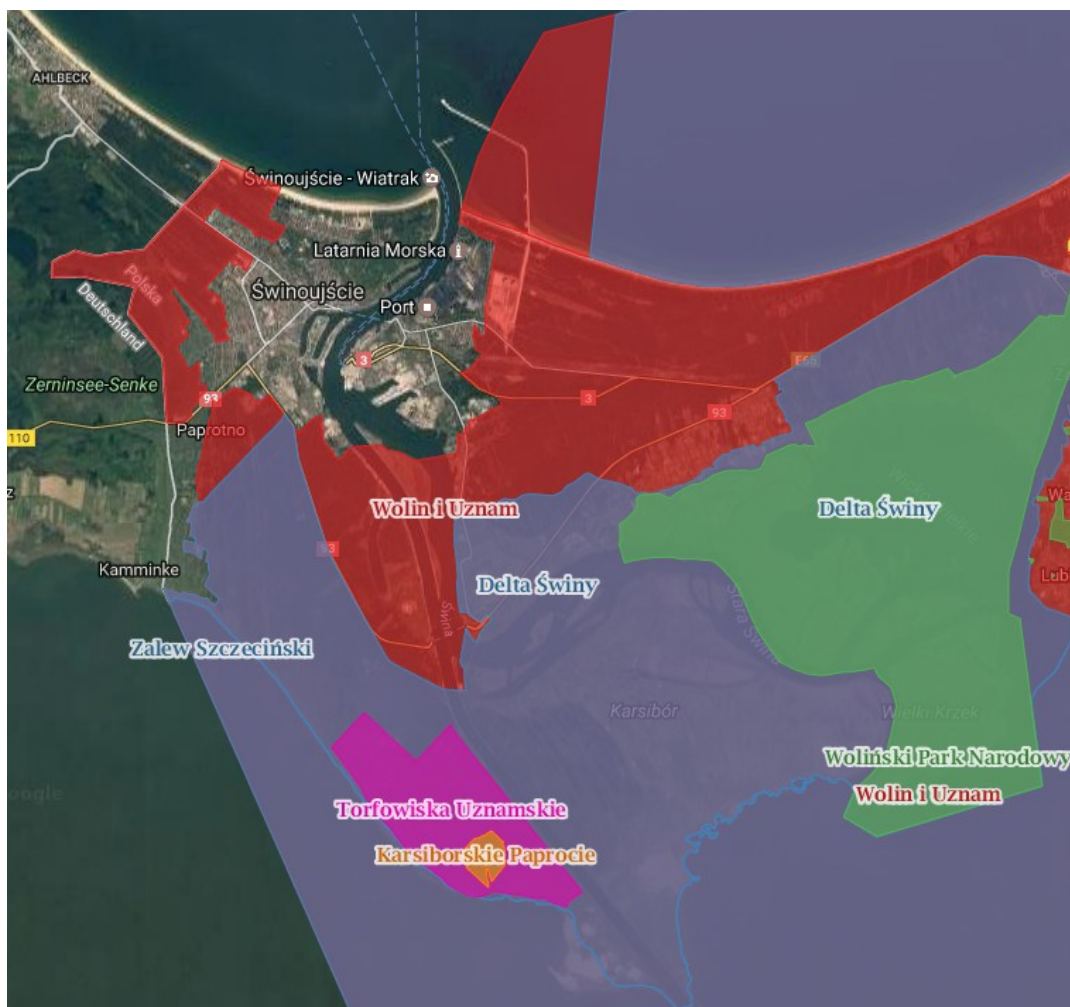 AHLBECK
Świnoujście - Wiatrak
Latarnia Morska
Polska
Świnoujście
Deutschland
Port
3
E65
Zerninsee-Senke
93
3
93
110
Paprotno
Wolin i Uznam
Delta Świny
93
Kamminke
Delta Świny
Świna
Stara Świna
Zalew Szczeciński
Karsibór
Wielki Krzek
Woliński Park Narodowy
Wolin i Uznam
Torfowiska Uznamskie
Karsiborskie Paprocie